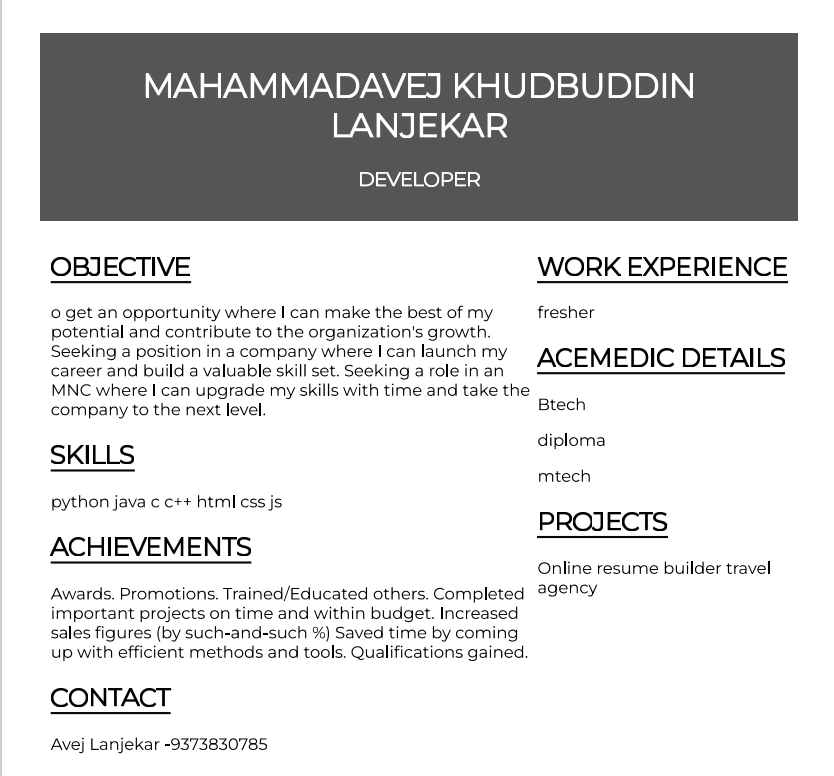 MAHAMMADAVEJ KHUDBUDDIN
LANJEKAR
DEVELOPER
OBJECTIVE
o get an opportunity where I can make the best of my
potential and contribute to the organization's growth.
Seeking a position in a company where I can launch my
career and build a valuable skill set. Seeking a role in an
MNC where I can upgrade my skills with time and take the
company to the next level.
SKILLS
python java c c++ html css js
ACHIEVEMENTS
Awards. Promotions. Trained/Educated others. Completed
important projects on time and within budget. Increased
sales figures (by such-and-such %) Saved time by coming
up with efficient methods and tools. Qualifications gained.
CONTACT
Avej Lanjekar -9373830785
WORK EXPERIENCE
fresher
ACEMEDIC DETAILS
Btech
diploma
mtech
PROJECTS
Online resume builder travel
agency